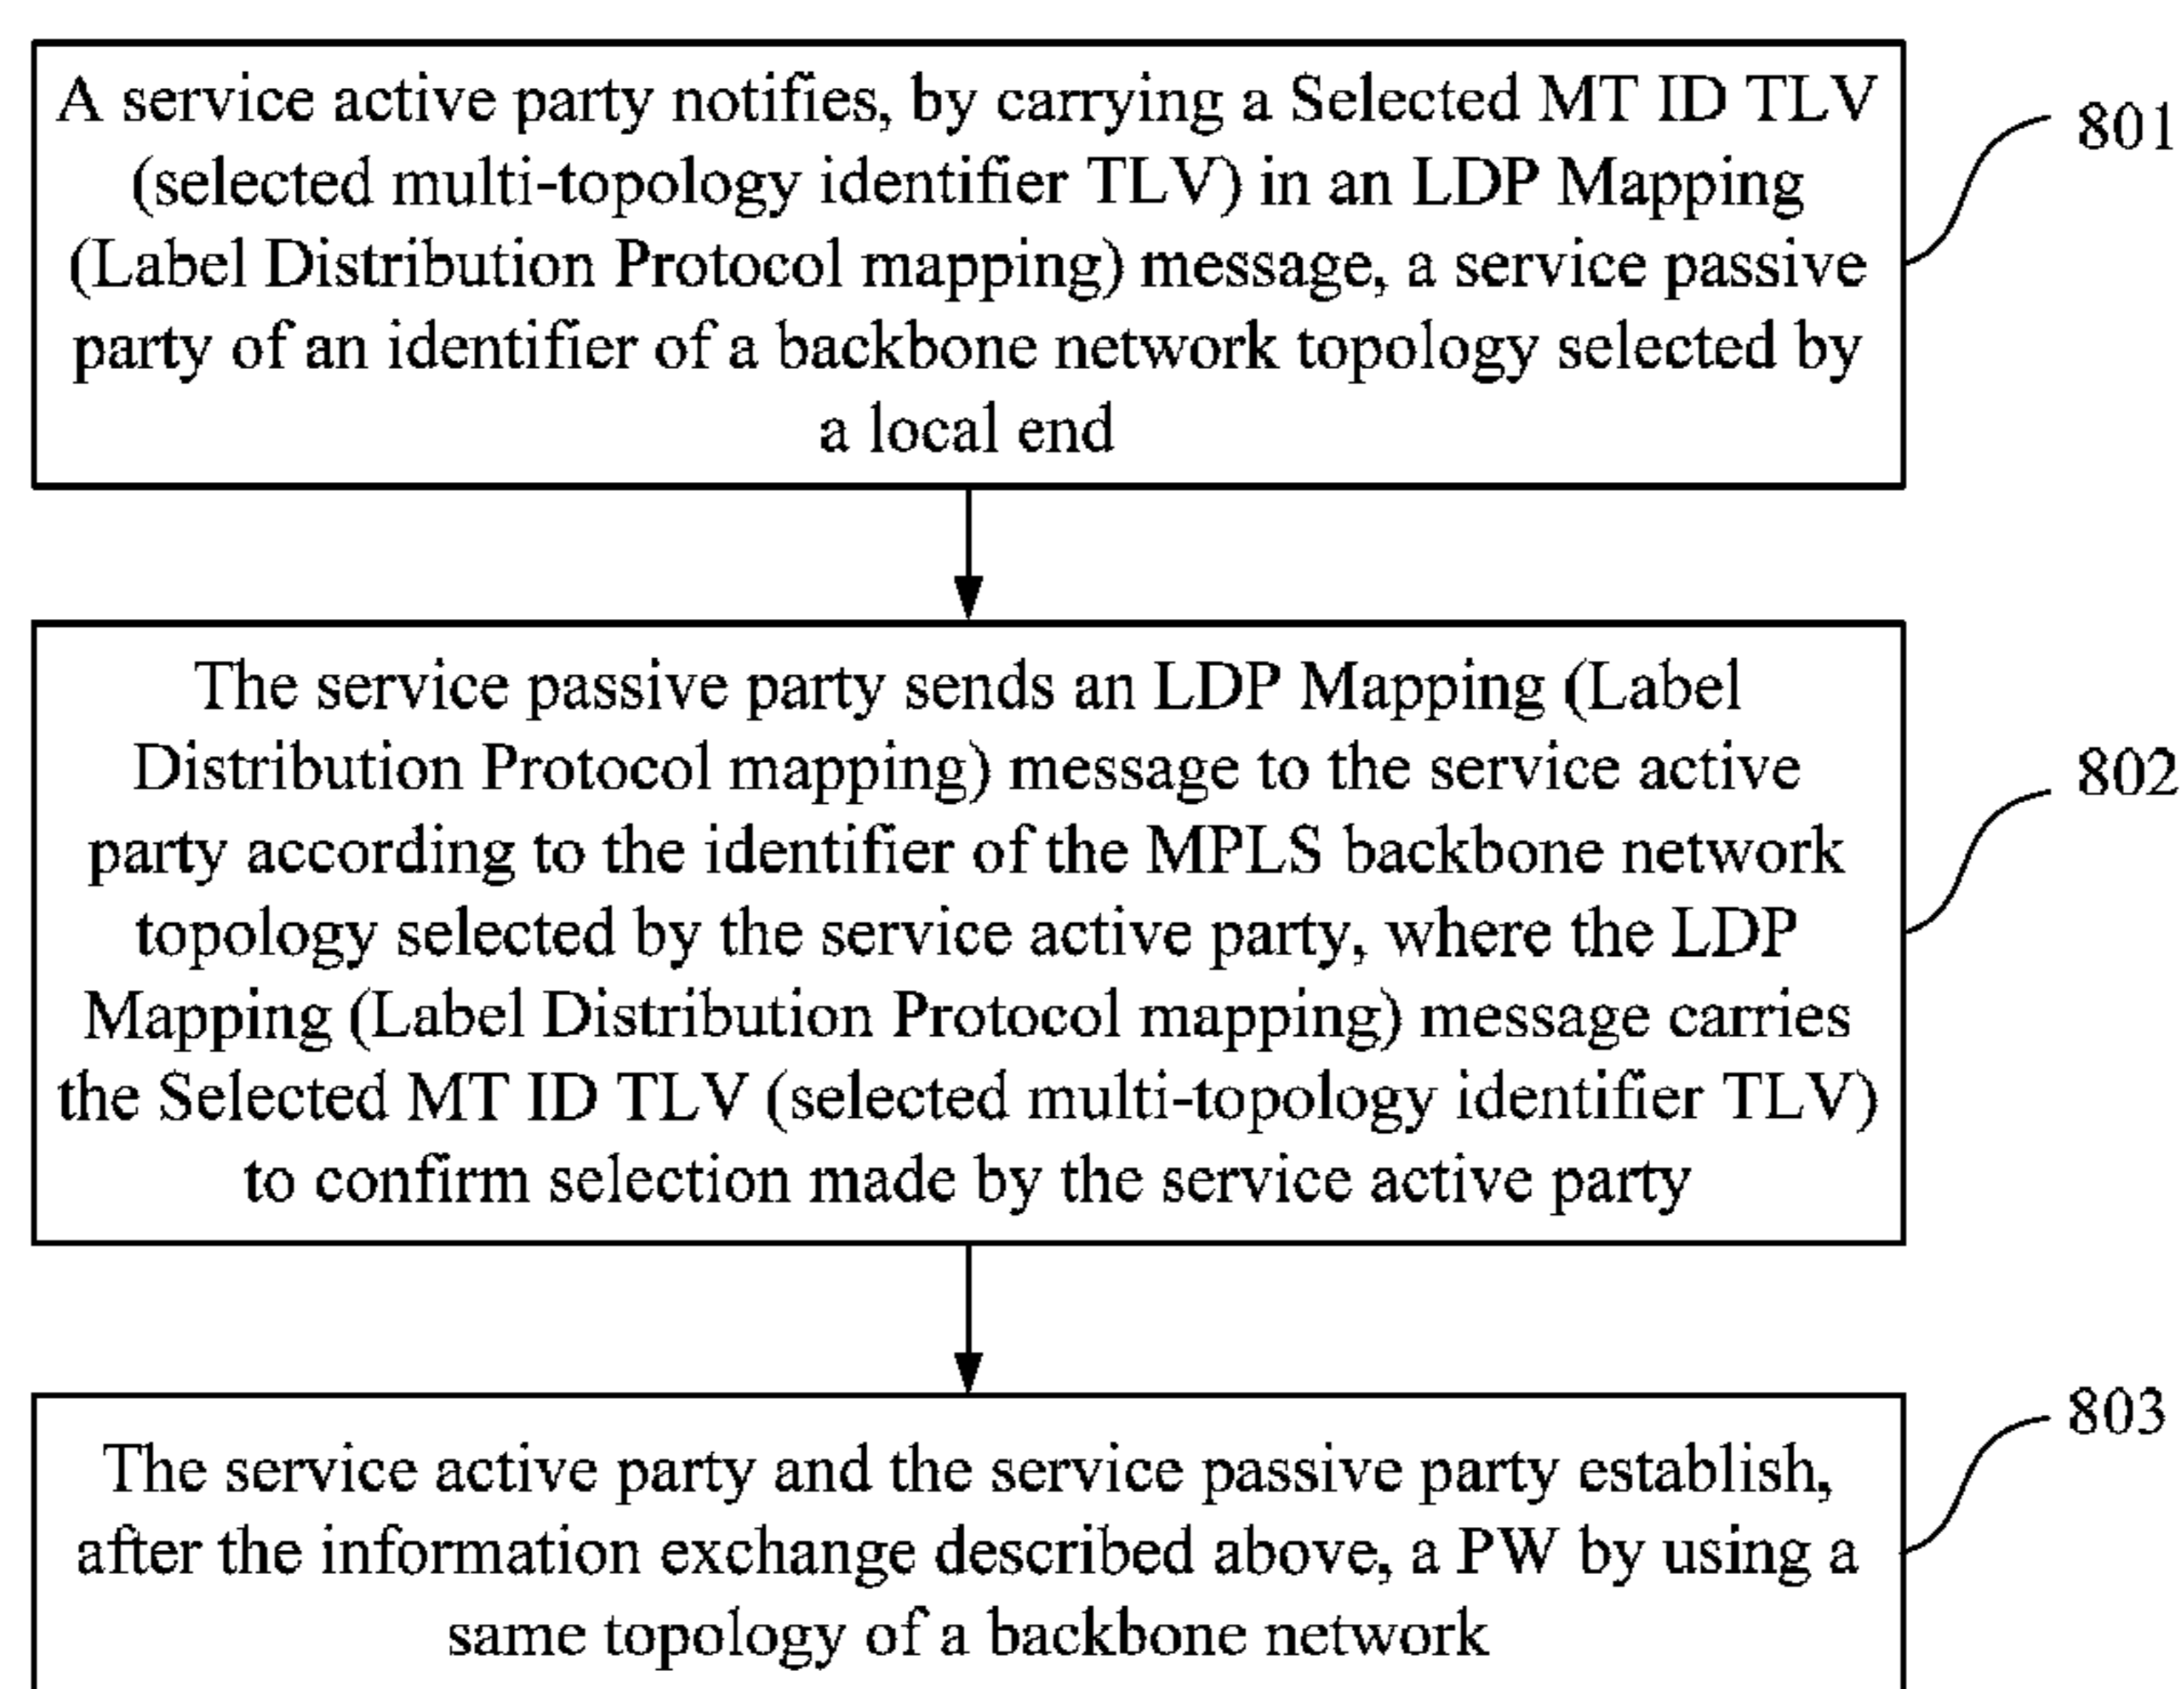 A service active party notifies, by carrying a Selected MT ID TLV
(selected multi-topology identifier TLV) in an LDP Mapping
(Label Distribution Protocol mapping) message, a service passive
party of an identifier of a backbone network topology selected by
a local end
801
The service passive party sends an LDP Mapping (Label
Distribution Protocol mapping) message to the service active
party according to the identifier of the MPLS backbone network
topology selected by the service active party, where the LDP
Mapping (Label Distribution Protocol mapping) message carries
the Selected MT ID TLV (selected multi-topology identifier TLV)
to confirm selection made by the service active party
802
The service active party and the service passive party establish,
after the information exchange described above, a PW by using a
same topology of a backbone network
803